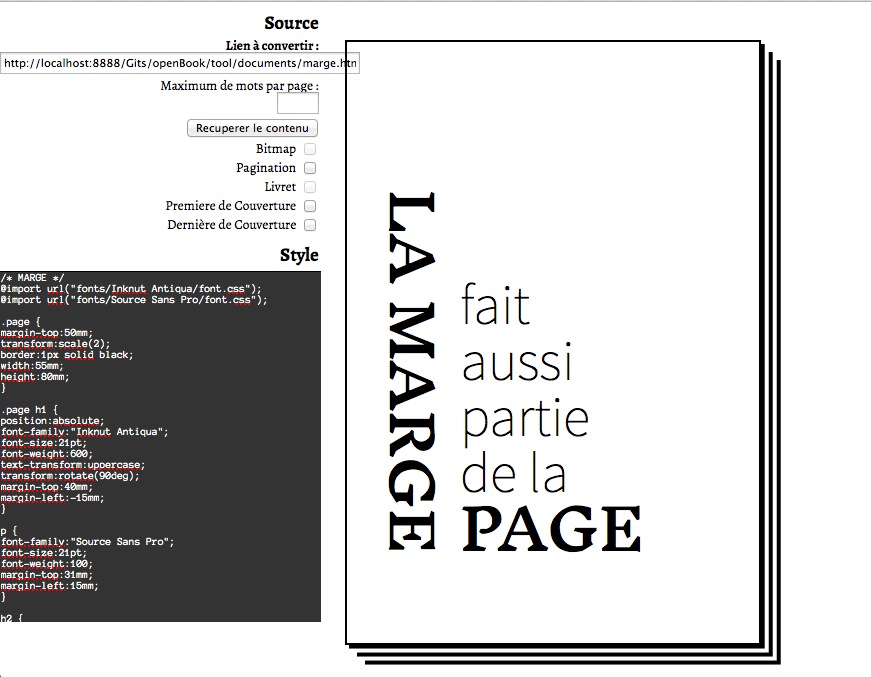 Source
Lien à convertir :
http://localhost:8888/Gits/openBook/tool/documents/marge.htn
Maximum de mots par page :
Recuperer le contenu
Bitmap
Pagination
Livret
Premiere de Couverture
Dernière de Couverture
Style
/* MARGE */
@import url("fonts/Inknut Antiqua/font.css");
@import url("fonts/Source Sans Pro/font.css");
.page {
margin-top:50mm;
transform:scale(2);
border:1px solid black;
width:55mm;
height:80mm;
}
.page h1 {
position:absolute;
font-family:"Inknut Antiqua";
font-size:21pt;
font-weight:600;
text-transform:uppercase;
transform:rotate(90deg);
margin-top:40mm;
margin-left:-15mm;
}
p {
font-family:"Source Sans Pro";
font-size:21pt;
font-weight:100;
margin-top:31mm;
margin-left:15mm;
}
h2 {
LA MARGE
fait
aussi
partie
de la
PAGE